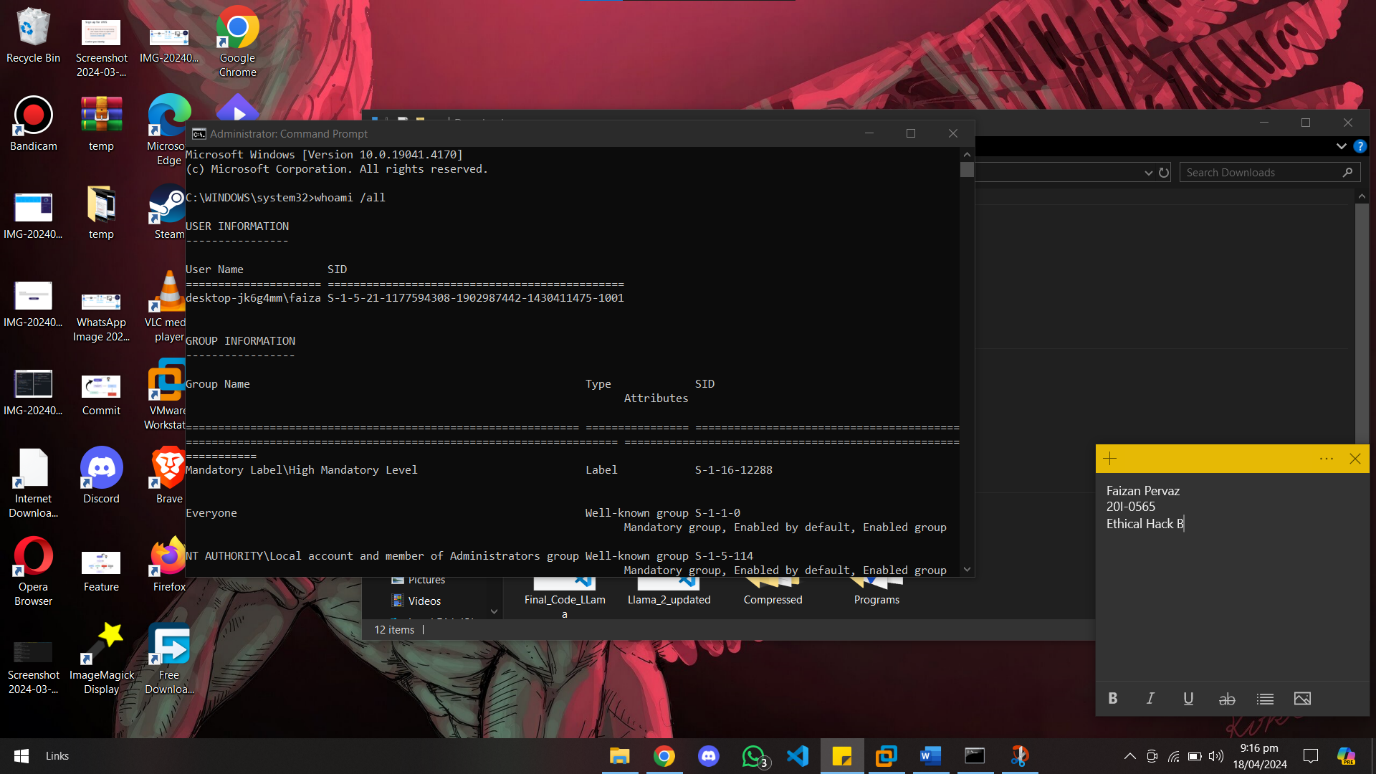 Recycle Bin
Screenshot
2024-03-...
IMG-20240...
Google
Chrome
Bandicam
temp
Microso
Edge
IMG-20240...
temp
Steam
IMG-20240...
WhatsApp
Image 202...
VLC med
player
IMG-20240...
Commit
VMware
Workstat
Internet
Downloa...
Discord
Brave
Opera
Browser
Feature
Firefox
Screenshot
2024-03-...
ImageMagick
Display
Free
Downloa...
Administrator: Command Prompt
Microsoft Windows [Version 10.0.19041.4170]
(c) Microsoft Corporation. All rights reserved.
C:\WINDOWS\system32>whoami /all
USER INFORMATION
----------------
User Name SID
===================== =============================================
desktop-jk6g4mm\faiza S-1-5-21-1177594308-1902987442-1430411475-1001
GROUP INFORMATION
-----------------
Group Name Type SID
Attributes
Mandatory Label\High Mandatory Level Label S-1-16-12288
Everyone Well-known group S-1-1-0
Mandatory group, Enabled by default, Enabled group
NT AUTHORITY\Local account and member of Administrators group Well-known group S-1-5-114
Mandatory group, Enabled by default, Enabled group
Search Downloads
Pictures
Videos
Final_Code_LLam
a
Llama_2_updated
Compressed
Programs
12 items
Faizan Pervaz
20I-0565
Ethical Hack B
Links
3
9:16 pm
18/04/2024
PRE